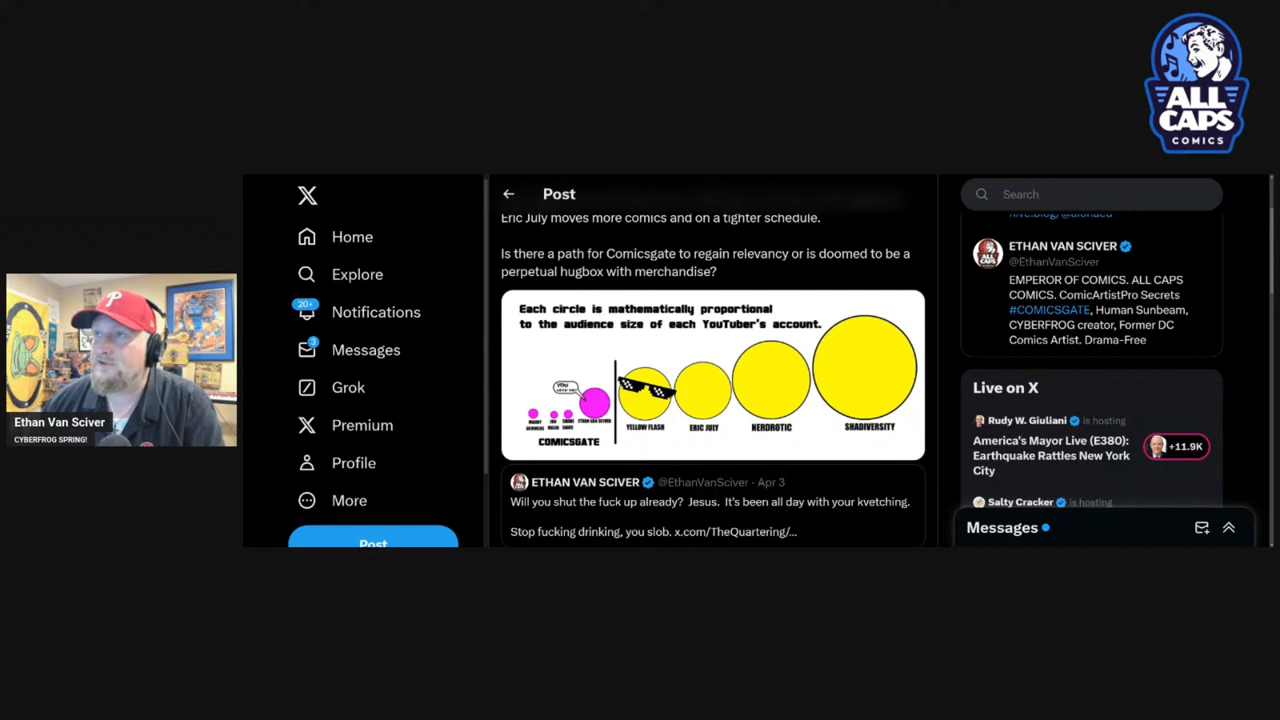 ALL
CAPS
COMICS
Ethan Van Sciver
CYBERFROG SPRING!
Home
Explore
20+
Notifications
3
Messages
Grok
Premium
Profile
More
Post
Post
Eric July moves more comics and on a tighter schedule.
Is there a path for Comicsgate to regain relevancy or is doomed to be a
perpetual hugbox with merchandise?
Each circle is mathematically proportional
to the audience size of each YouTuber's account.
YOU
ETHAN VAN SCIVER
COMICSGATE
YELLOW FLASH
ERIC JULY
NERDROTIC
SHADIVERSITY
ETHAN VAN SCIVER @EthanVanSciver · Apr 3
Will you shut the fuck up already? Jesus. It's been all day with your kvetching.
Stop fucking drinking, you slob. x.com/TheQuartering/...
Search
ETHAN VAN SCIVER
@EthanVanSciver
EMPEROR OF COMICS. ALL CAPS
COMICS. ComicArtistPro Secrets
#COMICSGATE, Human Sunbeam,
CYBERFROG creator, Former DC
Comics Artist. Drama-Free
Live on X
Rudy W. Giuliani is hosting
America's Mayor Live (E380):
Earthquake Rattles New York
City
+11.9K
Salty Cracker is hosting
Messages